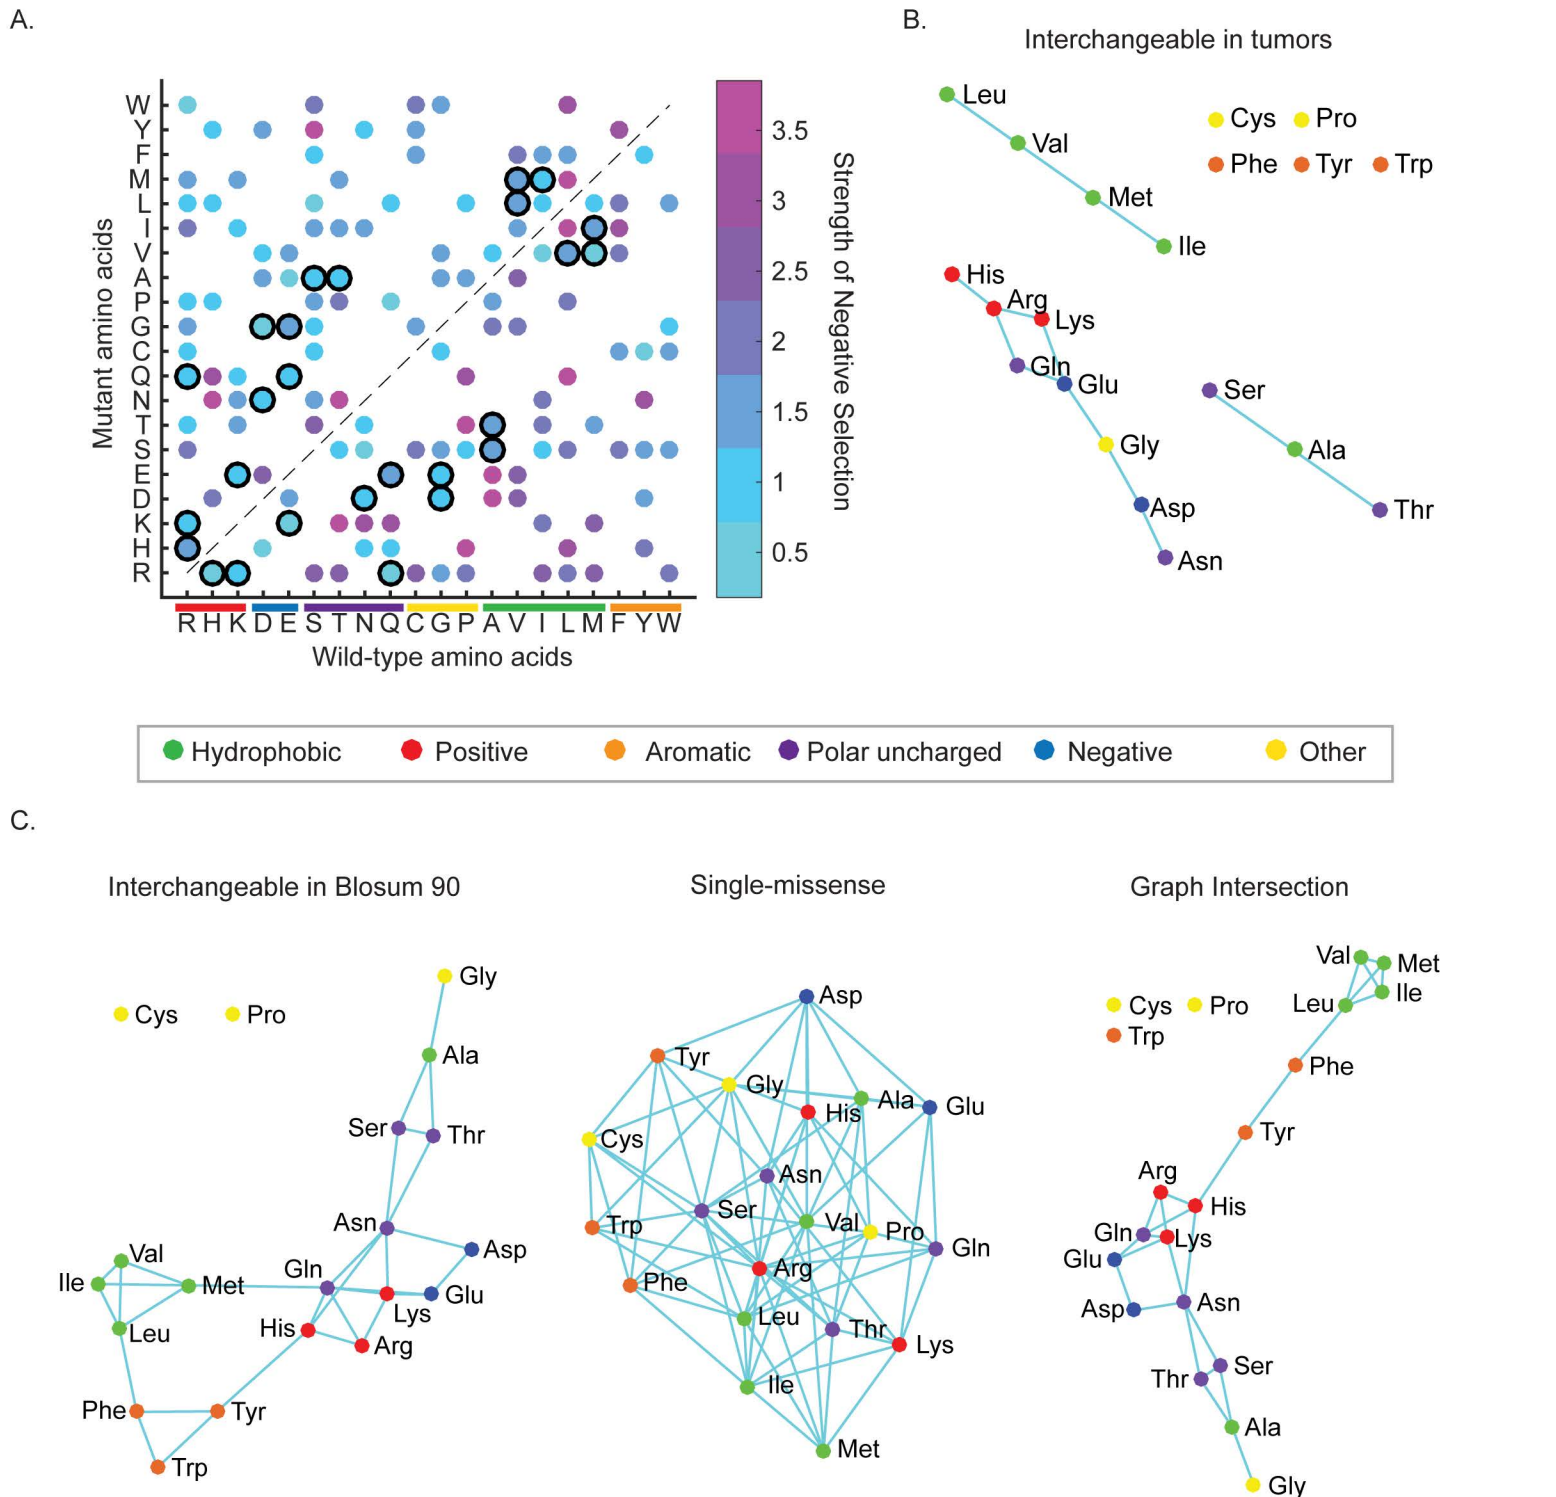 A.
W
Y
F
M
L
I
V
A
P
G
C
Q
N
T
S
E
D
K
H
R
Mutant amino acids
R H K D E S T N Q C G P A V I L M F Y W
Wild-type amino acids
3.5
3
2.5
2
1.5
1
0.5
Strength of Negative Selection
B.
Interchangeable in tumors
Leu
Val
Met
Ile
Cys Pro
Phe Tyr Trp
His
Arg
Lys
Gln
Glu
Gly
Asp
Asn
Ser
Ala
Thr
Hydrophobic Positive Aromatic Polar uncharged Negative Other
C.
Interchangeable in Blosum 90
Gly
Cys Pro
Ala
Ser Thr
Asn
Asp
Val
Ile
Met
Gln
Glu
Lys
Leu
His
Arg
Phe Tyr
Trp
Single-missense
Asp
Tyr
Gly
Ala
Glu
His
Cys
Asn
Ser
Val
Pro
Trp
Gln
Arg
Phe
Leu
Thr
Lys
Ile
Met
Graph Intersection
Val
Met
Ile
Leu
Cys Pro
Trp
Phe
Tyr
Arg
His
Gln
Lys
Glu
Asp
Asn
Ser
Thr
Ala
Gly